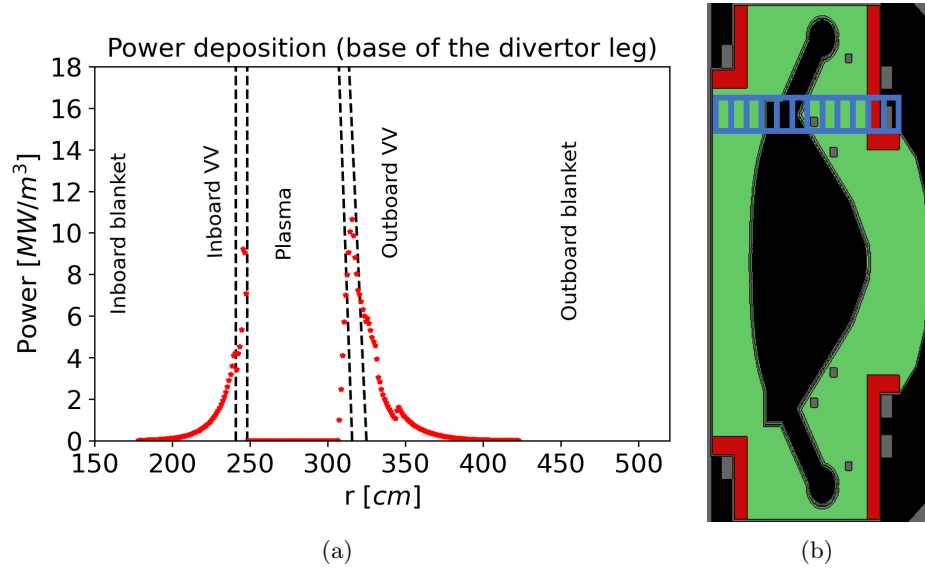 Power deposition (base of the divertor leg)
18
16
14
12
10
8
6
4
2
0
Power [MW/m³]
Inboard blanket
Inboard VV
Plasma
Outboard VV
Outboard blanket
150 200 250 300 350 400 450 500
r [cm]
(a)
(b)